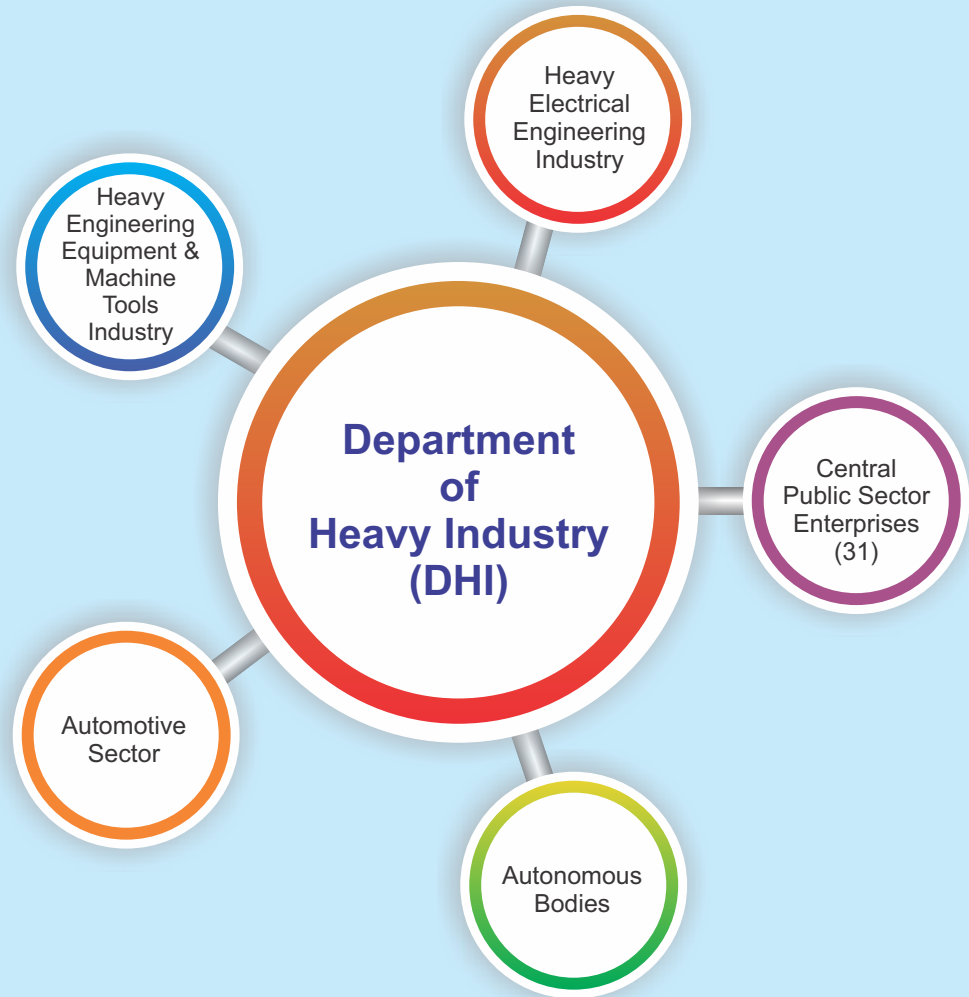 Heavy
Electrical
Engineering
Industry
Heavy
Engineering
Equipment &
Machine
Tools
Industry
Department
of
Heavy Industry
(DHI)
Central
Public Sector
Enterprises
(31)
Automotive
Sector
Autonomous
Bodies